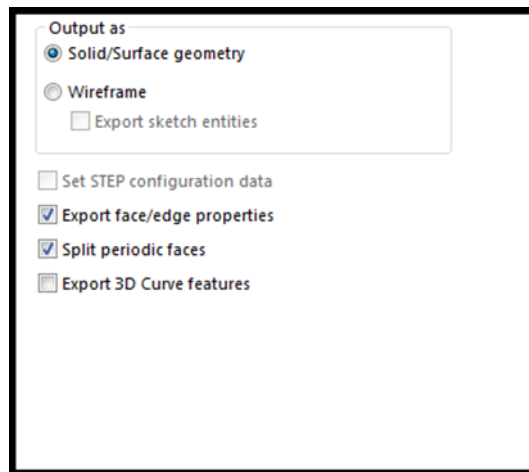 Output as
Solid/Surface geometry
Wireframe
Export sketch entities
Set STEP configuration data
Export face/edge properties
Split periodic faces
Export 3D Curve features